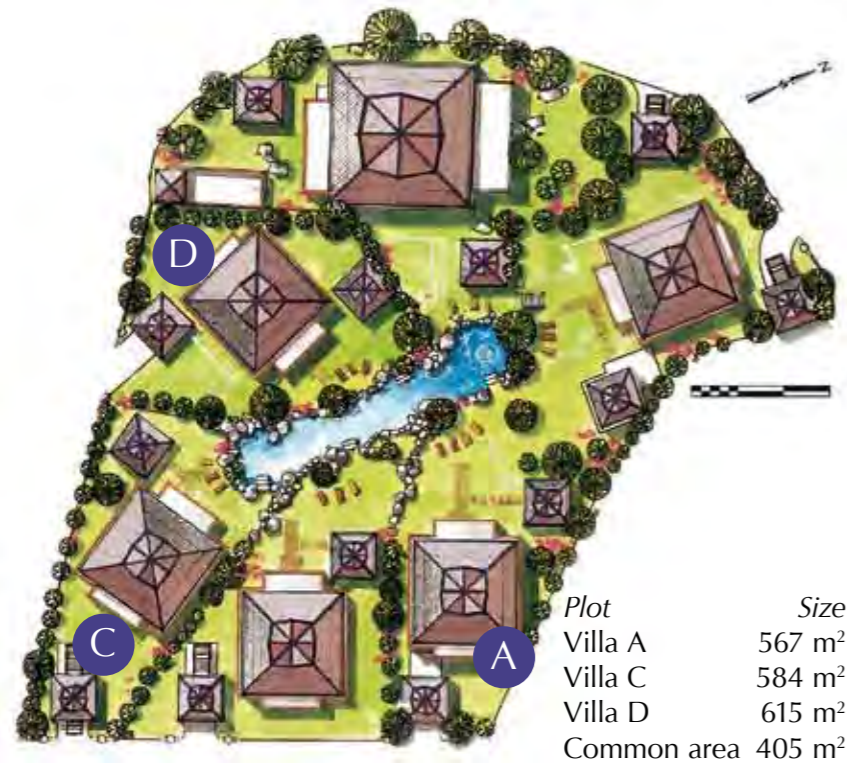 N
D
C
A
Plot Size
Villa A 567 m²
Villa C 584 m²
Villa D 615 m²
Common area 405 m²